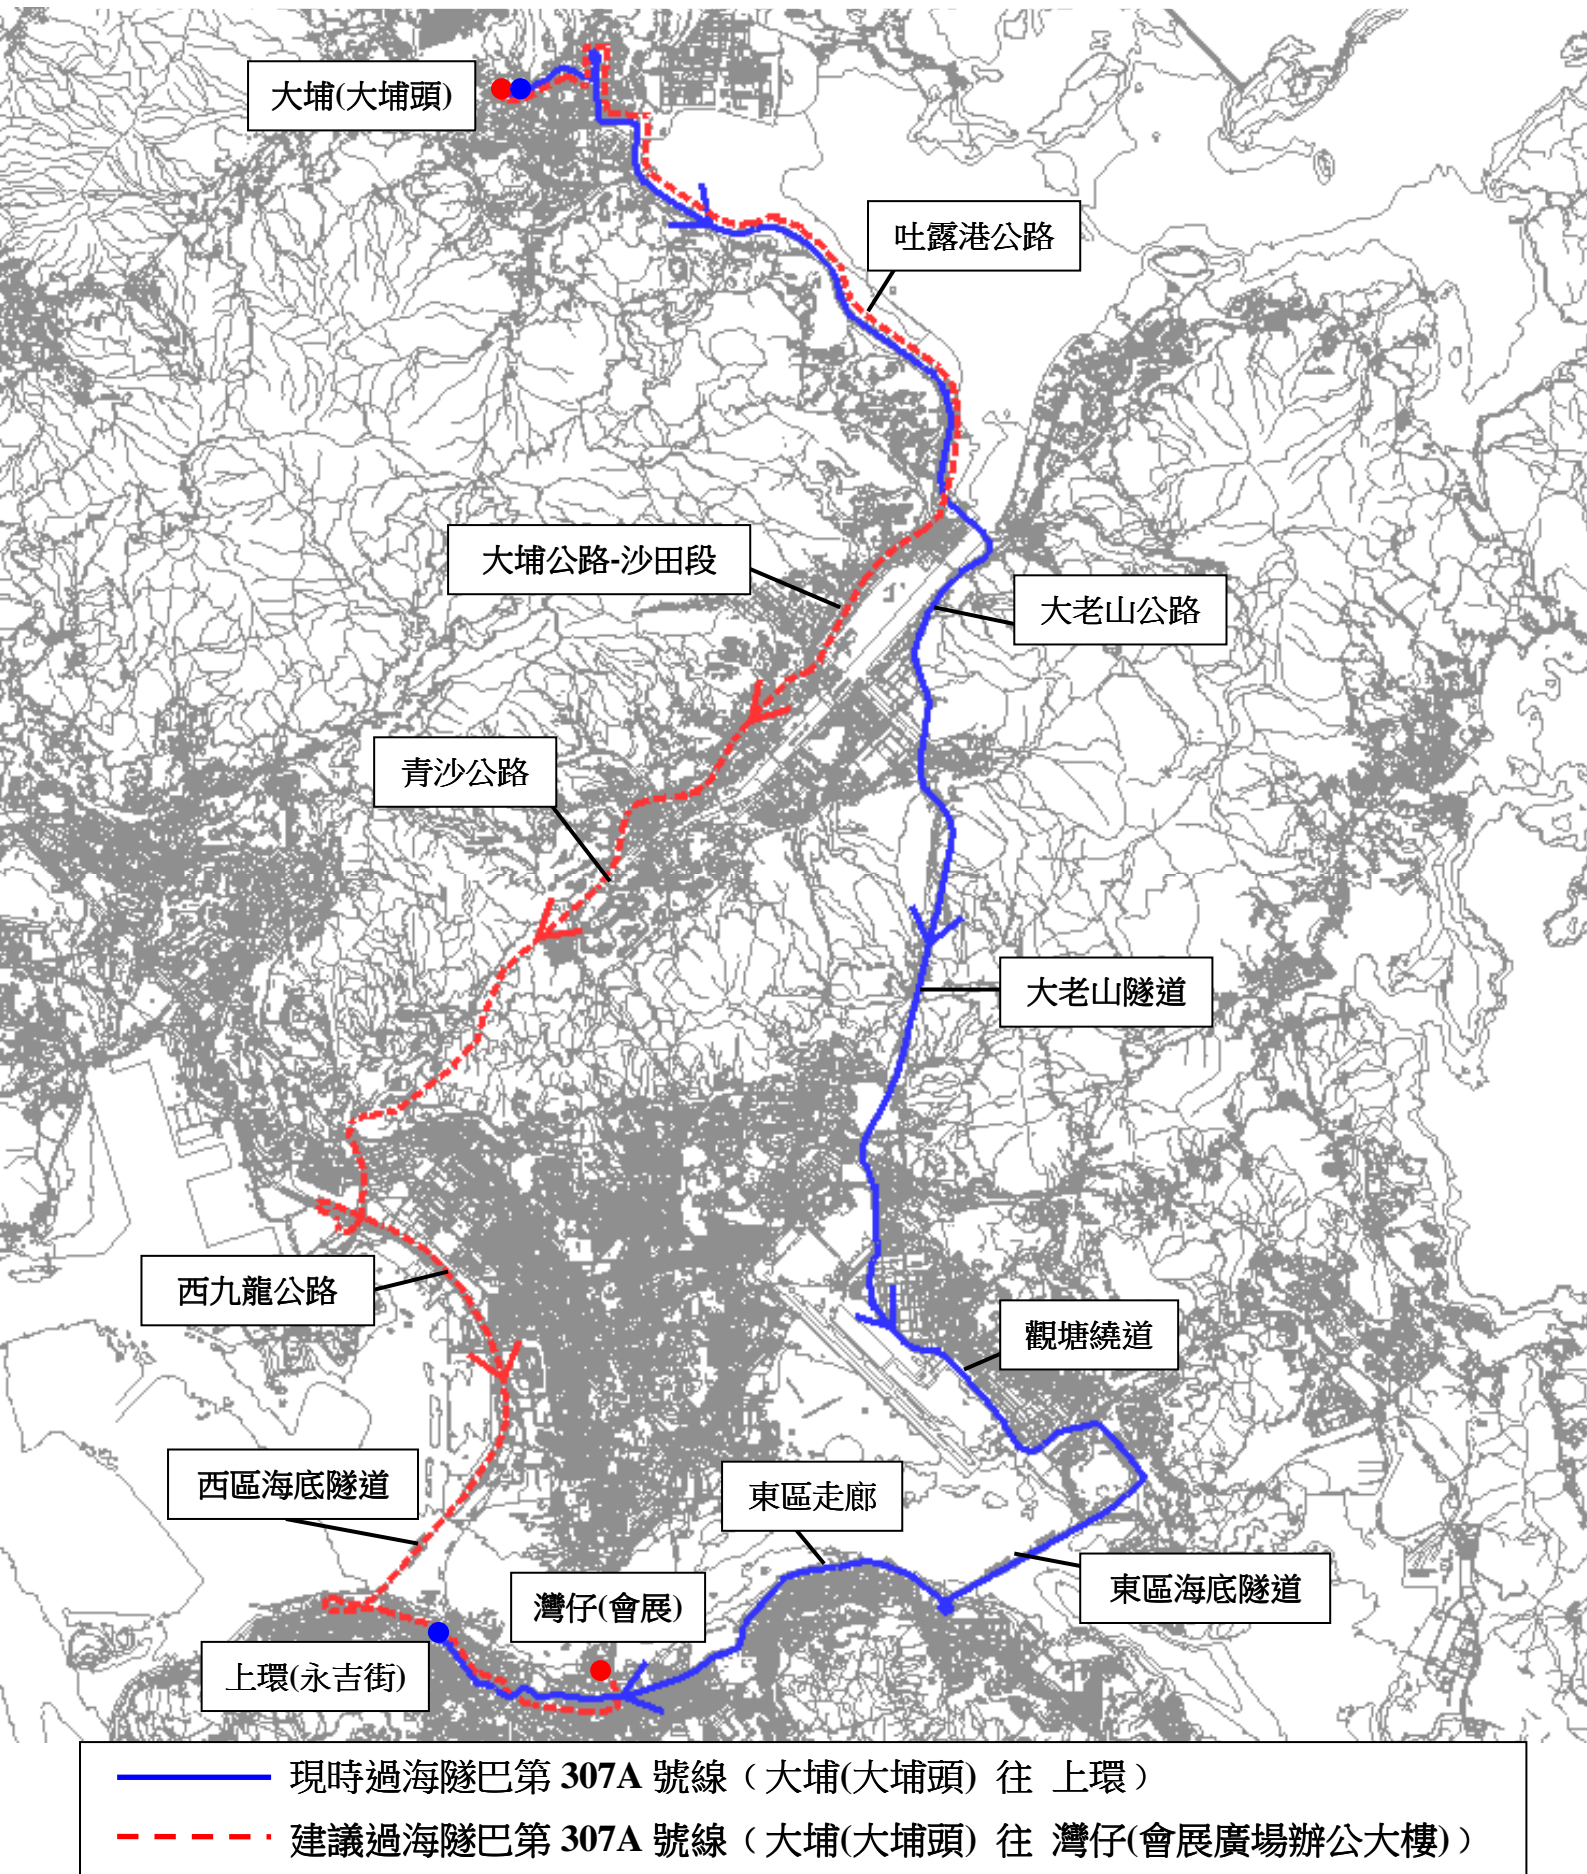 大埔(大埔頭)
吐露港公路
大埔公路-沙田段
大老山公路
青沙公路
大老山隧道
西九龍公路
觀塘繞道
西區海底隧道
東區走廊
東區海底隧道
灣仔(會展)
上環(永吉街)
現時過海隧巴第 307A 號線（大埔(大埔頭) 往 上環）
建議過海隧巴第 307A 號線（大埔(大埔頭) 往 灣仔(會展廣場辦公大樓)）